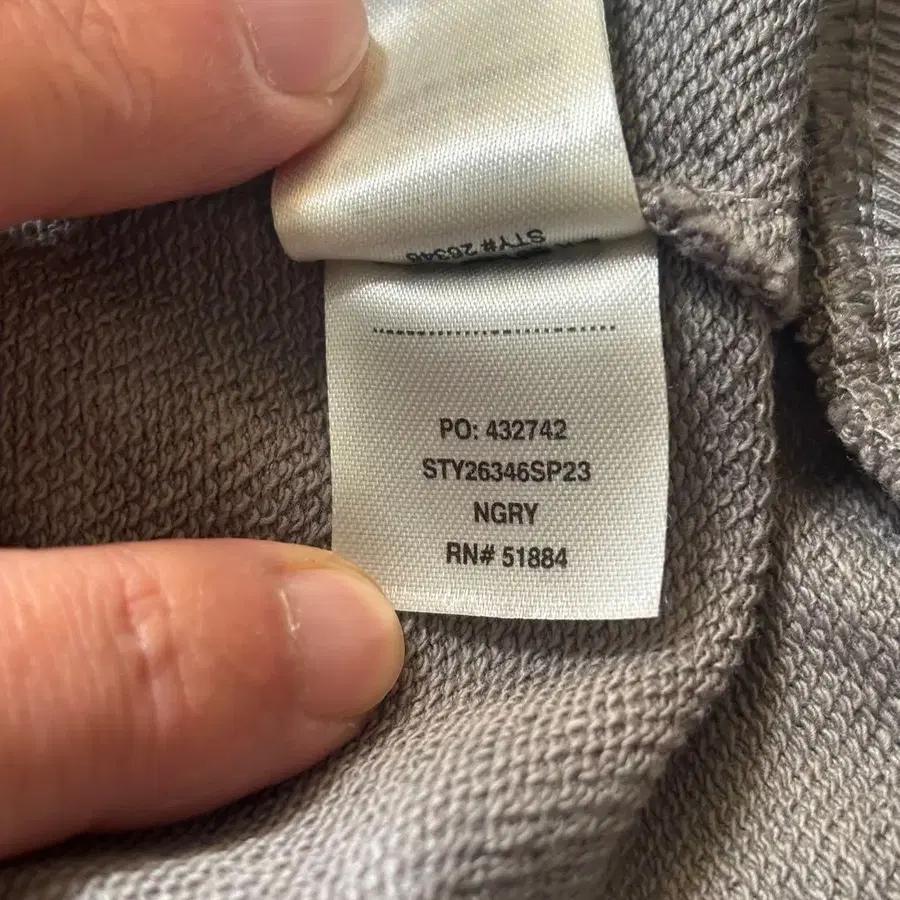 STY# 26346
PO: 432742
STY26346SP23
NGRY
RN# 51884